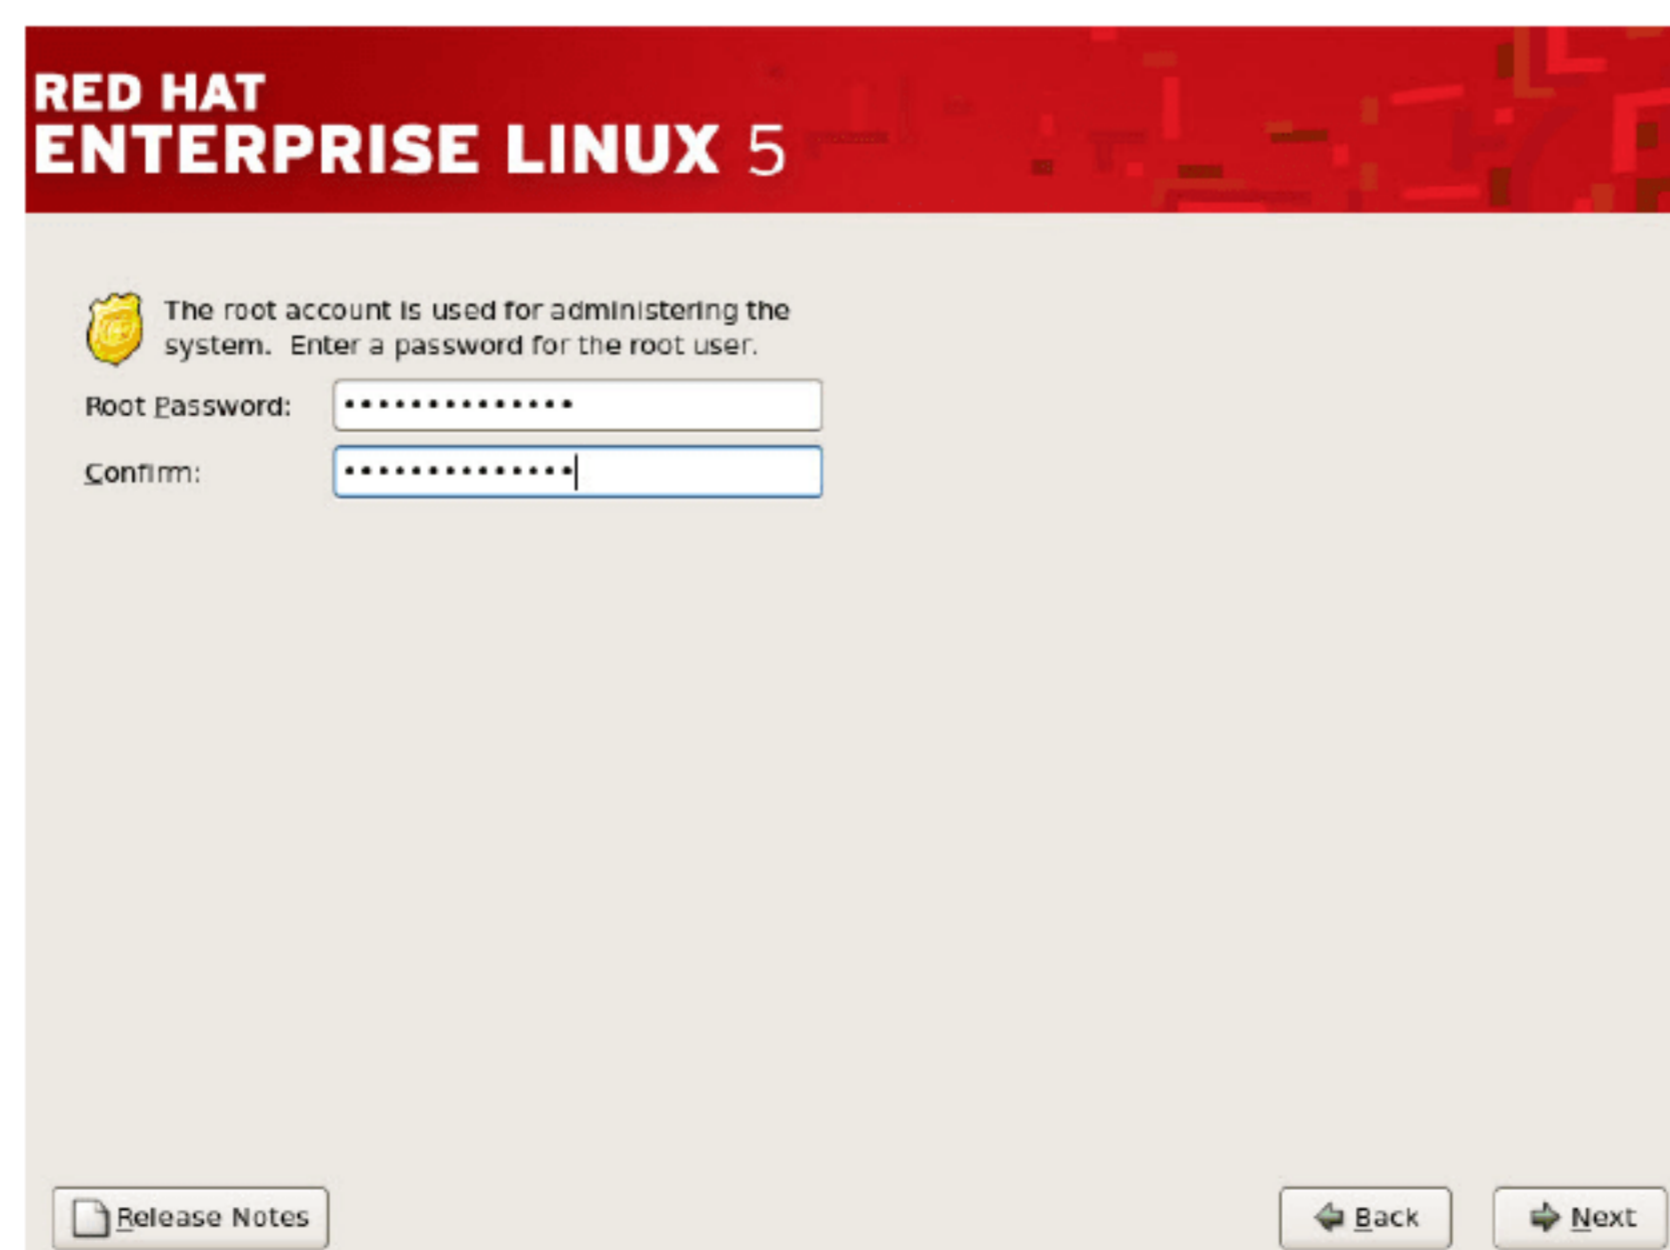 RED HAT
ENTERPRISE LINUX 5
The root account is used for administering the
system.  Enter a password for the root user.
Root Password: ••••••••••••••
Confirm: ••••••••••••••
Release Notes
Back
Next